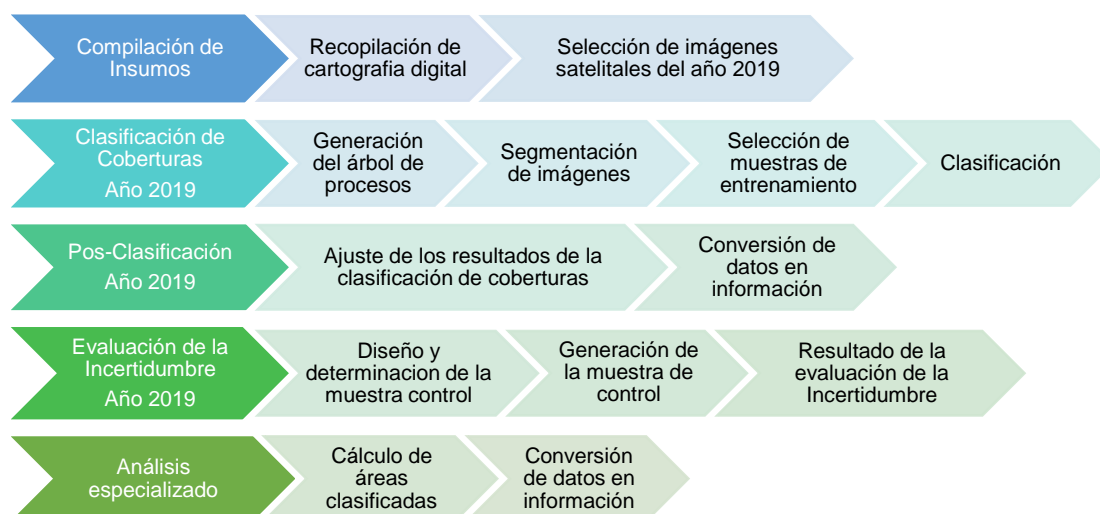 Compilación de
Insumos
Recopilación de
cartografia digital
Selección de imágenes
satelitales del año 2019
Clasificación de
Coberturas
Año 2019
Generación
del árbol de
procesos
Segmentación
de imágenes
Selección de
muestras de
entrenamiento
Clasificación
Pos-Clasificación
Año 2019
Ajuste de los resultados de la
clasificación de coberturas
Conversión de
datos en
información
Evaluación de la
Incertidumbre
Año 2019
Diseño y
determinacion de la
muestra control
Generación de
la muestra de
control
Resultado de la
evaluación de la
Incertidumbre
Análisis
especializado
Cálculo de
áreas
clasificadas
Conversión
de datos en
información